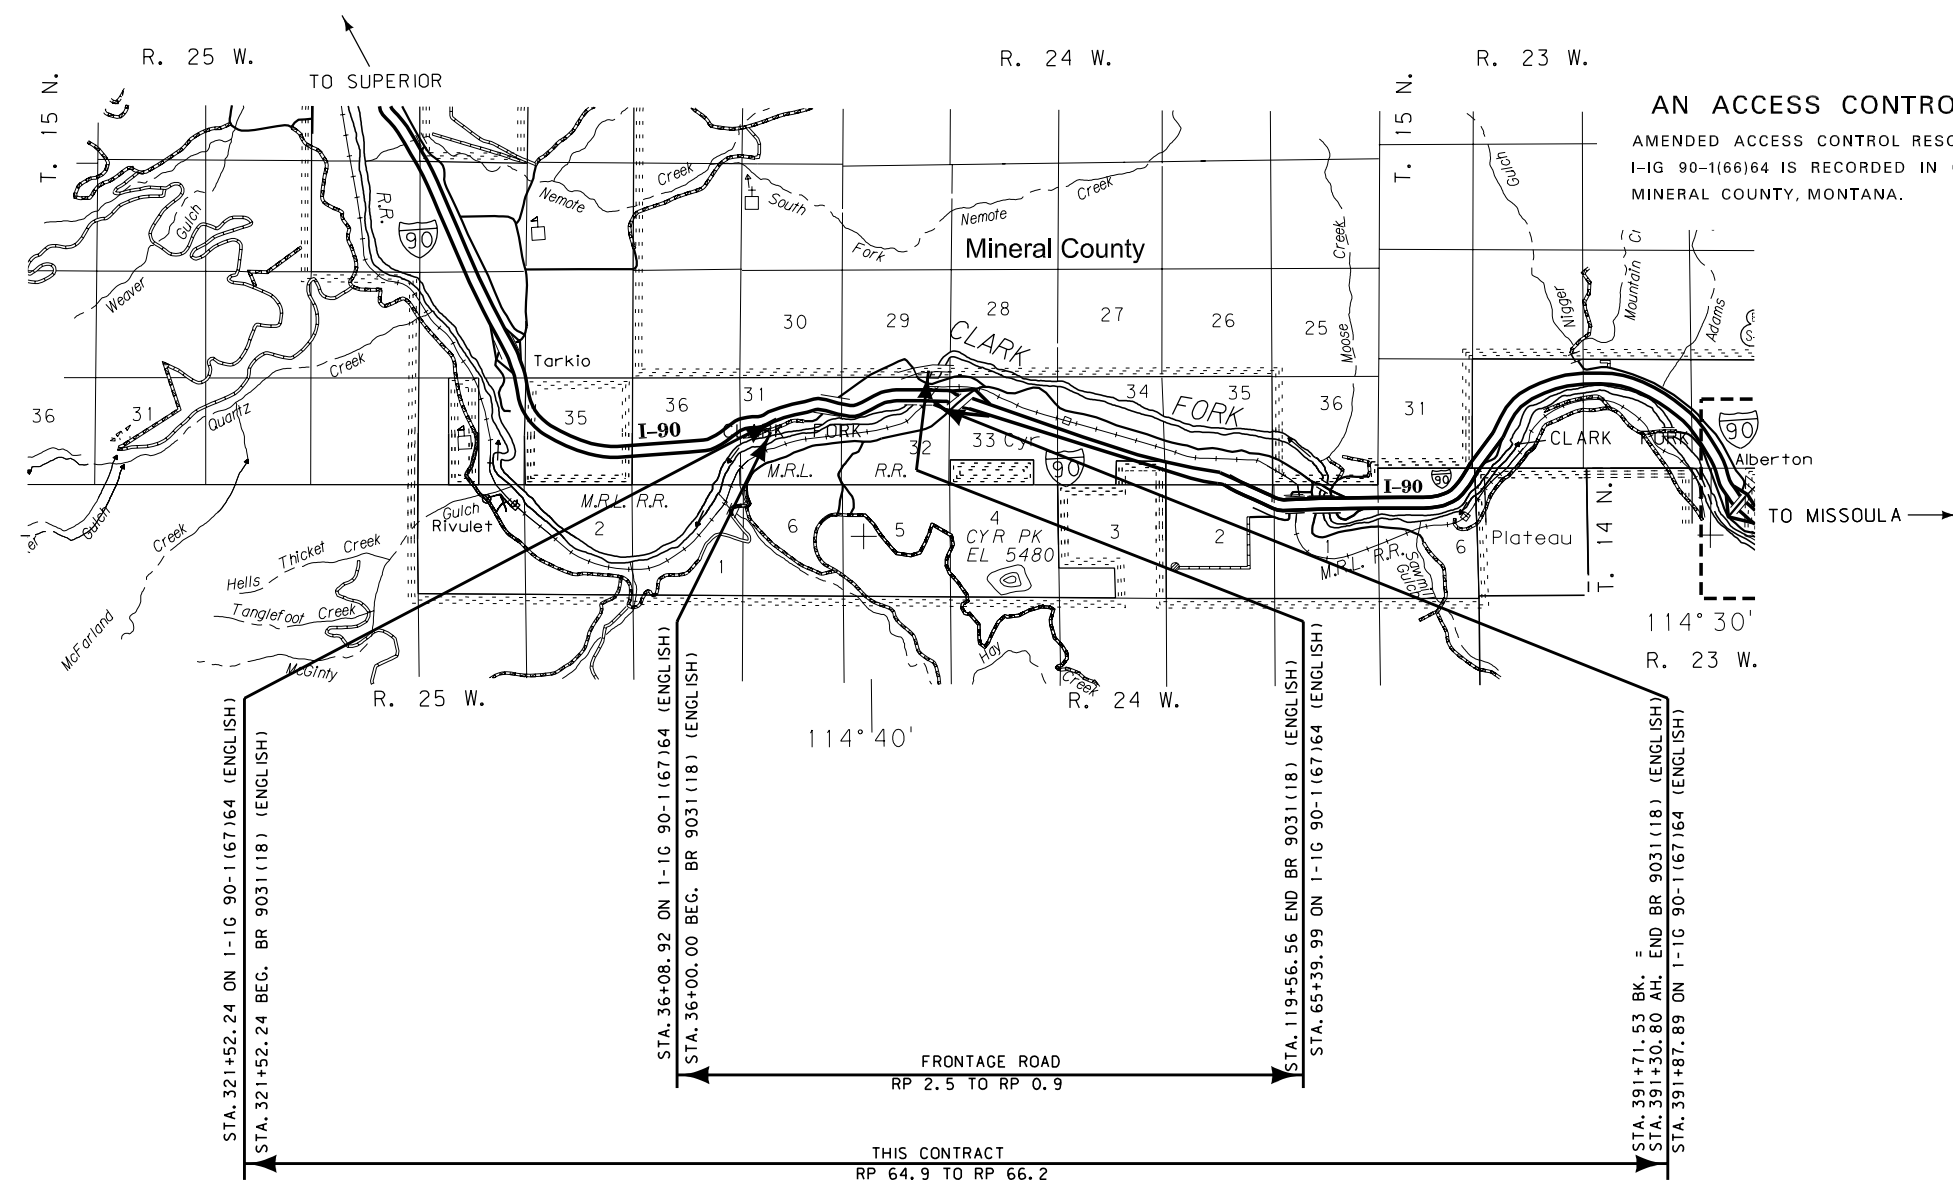 R. 25 W.
R. 24 W.
R. 23 W.
TO SUPERIOR
T. 15 N.
T. 15 N.
AN ACCESS CONTRO
AMENDED ACCESS CONTROL RESO
I-IG 90-1(66)64 IS RECORDED IN
MINERAL COUNTY, MONTANA.
R.R.
90
Nemote
Creek
South
Fork
Nemote
Creek
Mineral County
Creek
Moose
Gulch
Nigger
Mountain
Adams
Gulch
Weaver
Creek
Quartz
30
29
28
27
26
25
CLARK
FORK
Tarkio
36
31
35
36
31
34
35
36
31
I-90
CLARK FORK
32
33 Cyr
90
M.R.L.
R.R.
CLARK FORK
90
Alberton
I-90
90
TO MISSOULA
T. 14 N.
M.R.L. R.R.
Gulch
Rivulet
2
1
6
5
4
3
2
6
CYR PK
EL 5480
Plateau
M.R.L. R.R.
Sawmill
Gulch
Gulch
Creek
Thicket Creek
Hells
Tanglefoot Creek
McFarland
McGinty
Hay
Creek
114° 30'
R. 23 W.
R. 25 W.
R. 24 W.
114° 40'
STA. 321+52.24 ON 1-1G 90-1(67)64 (ENGLISH)
STA. 321+52.24 BEG. BR 9031(18) (ENGLISH)
STA. 36+08.92 ON 1-1G 90-1(67)64 (ENGLISH)
STA. 36+00.00 BEG. BR 9031(18) (ENGLISH)
STA. 119+56.56 END BR 9031(18) (ENGLISH)
STA. 65+39.99 ON 1-1G 90-1(67)64 (ENGLISH)
STA. 391+71.53 BK. =
STA. 391+30.80 AH. END BR 9031(18) (ENGLISH)
STA. 391+87.89 ON 1-1G 90-1(67)64 (ENGLISH)
FRONTAGE ROAD
RP 2.5 TO RP 0.9
THIS CONTRACT
RP 64.9 TO RP 66.2